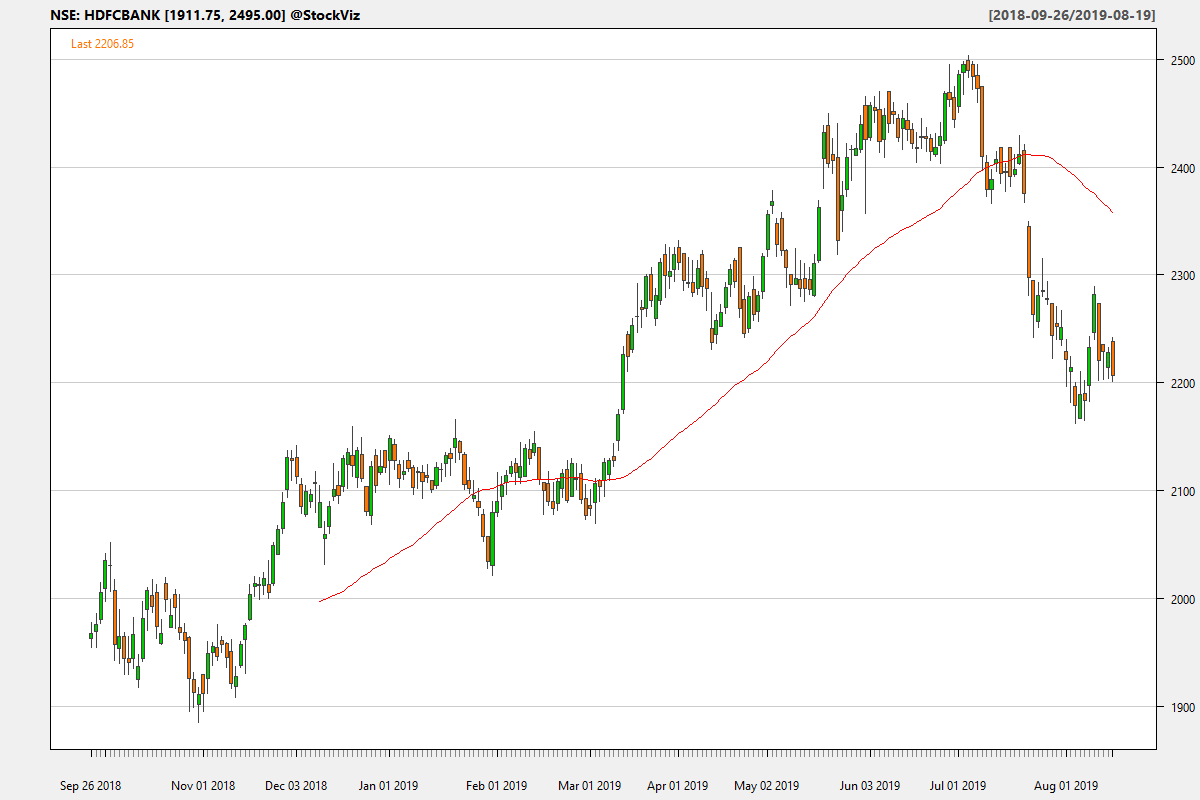 NSE: HDFCBANK [1911.75, 2495.00] @StockViz
[2018-09-26/2019-08-19]
Last 2206.85
2500
2400
2300
2200
2100
2000
1900
Sep 26 2018 Nov 01 2018 Dec 03 2018 Jan 01 2019 Feb 01 2019 Mar 01 2019 Apr 01 2019 May 02 2019 Jun 03 2019 Jul 01 2019 Aug 01 2019